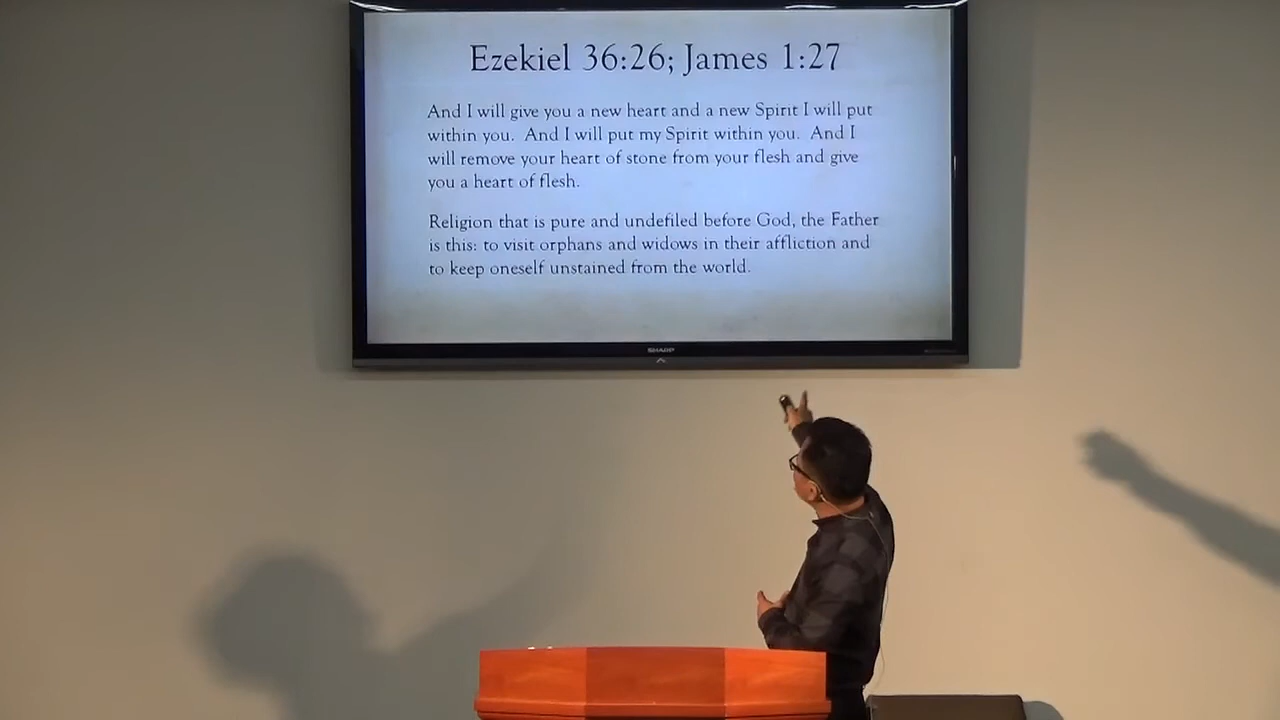 Ezekiel 36:26; James 1:27
And I will give you a new heart and a new Spirit I will put
within you. And I will put my Spirit within you. And I
will remove your heart of stone from your flesh and give
you a heart of flesh.
Religion that is pure and undefiled before God, the Father
is this: to visit orphans and widows in their affliction and
to keep oneself unstained from the world.
SHARP